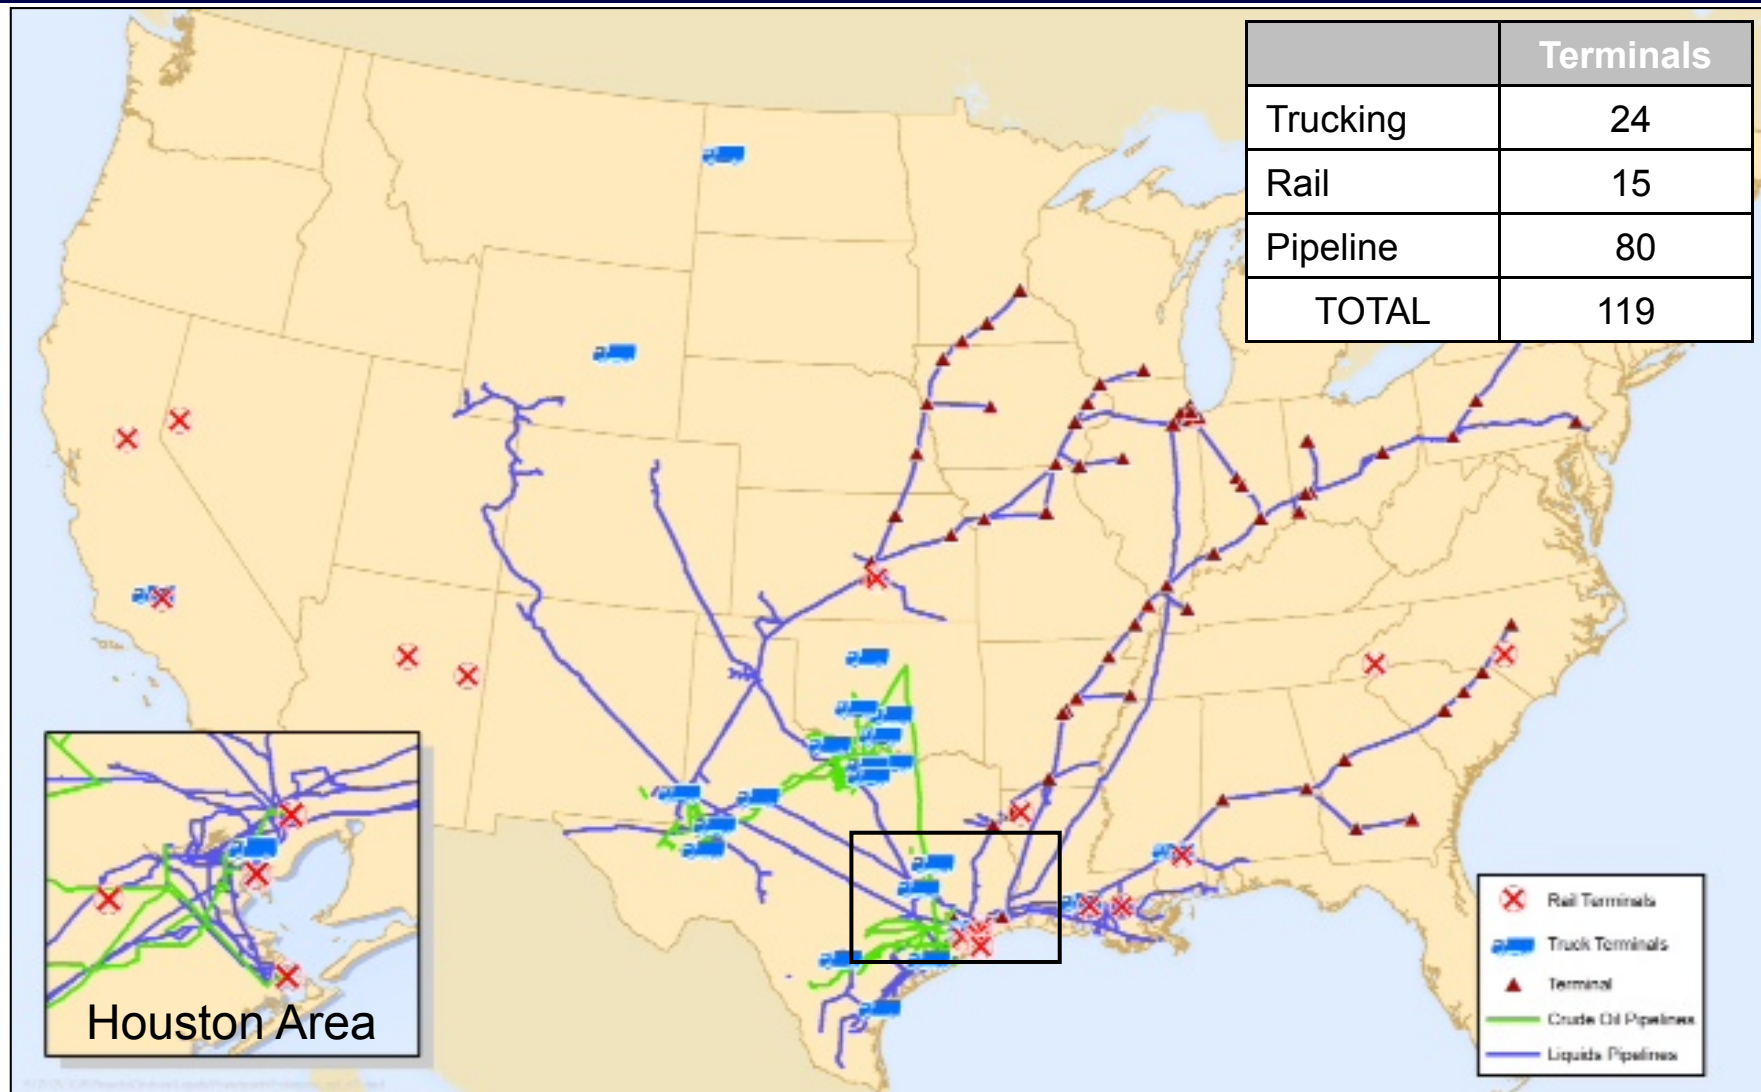 Terminals
Trucking 24
Rail 15
Pipeline 80
TOTAL 119
Houston Area
Rail Terminals
Truck Terminals
Terminal
Crude Oil Pipelines
Liquids Pipelines